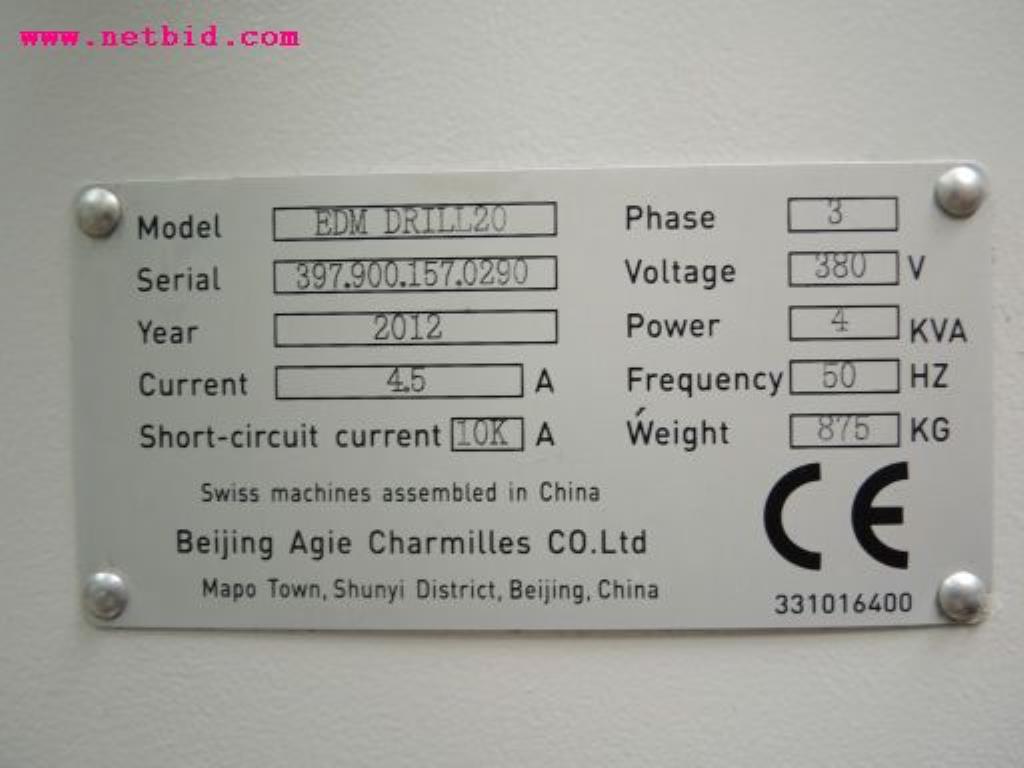 www.netbid.com
Model EDM DRILL20
Serial 397.900.157.0290
Year 2012
Current 4.5 A
Short-circuit current 10K A
Phase 3
Voltage 380 V
Power 4 KVA
Frequency 50 HZ
Weight 875 KG
Swiss machines assembled in China
Beijing Agie Charmilles CO.Ltd
Mapo Town, Shunyi District, Beijing, China
CE
331016400